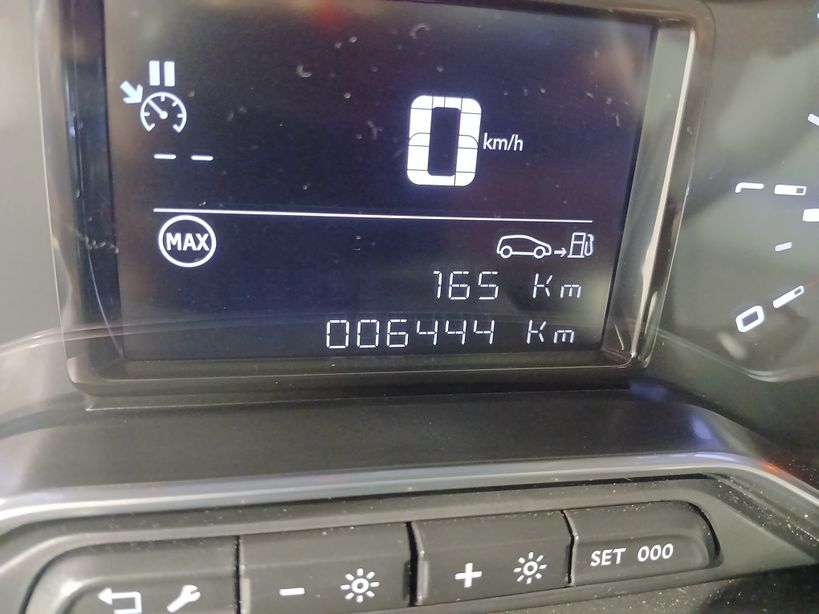 -- 
0 km/h
MAX
165 Km
006444 Km
- +
SET 000